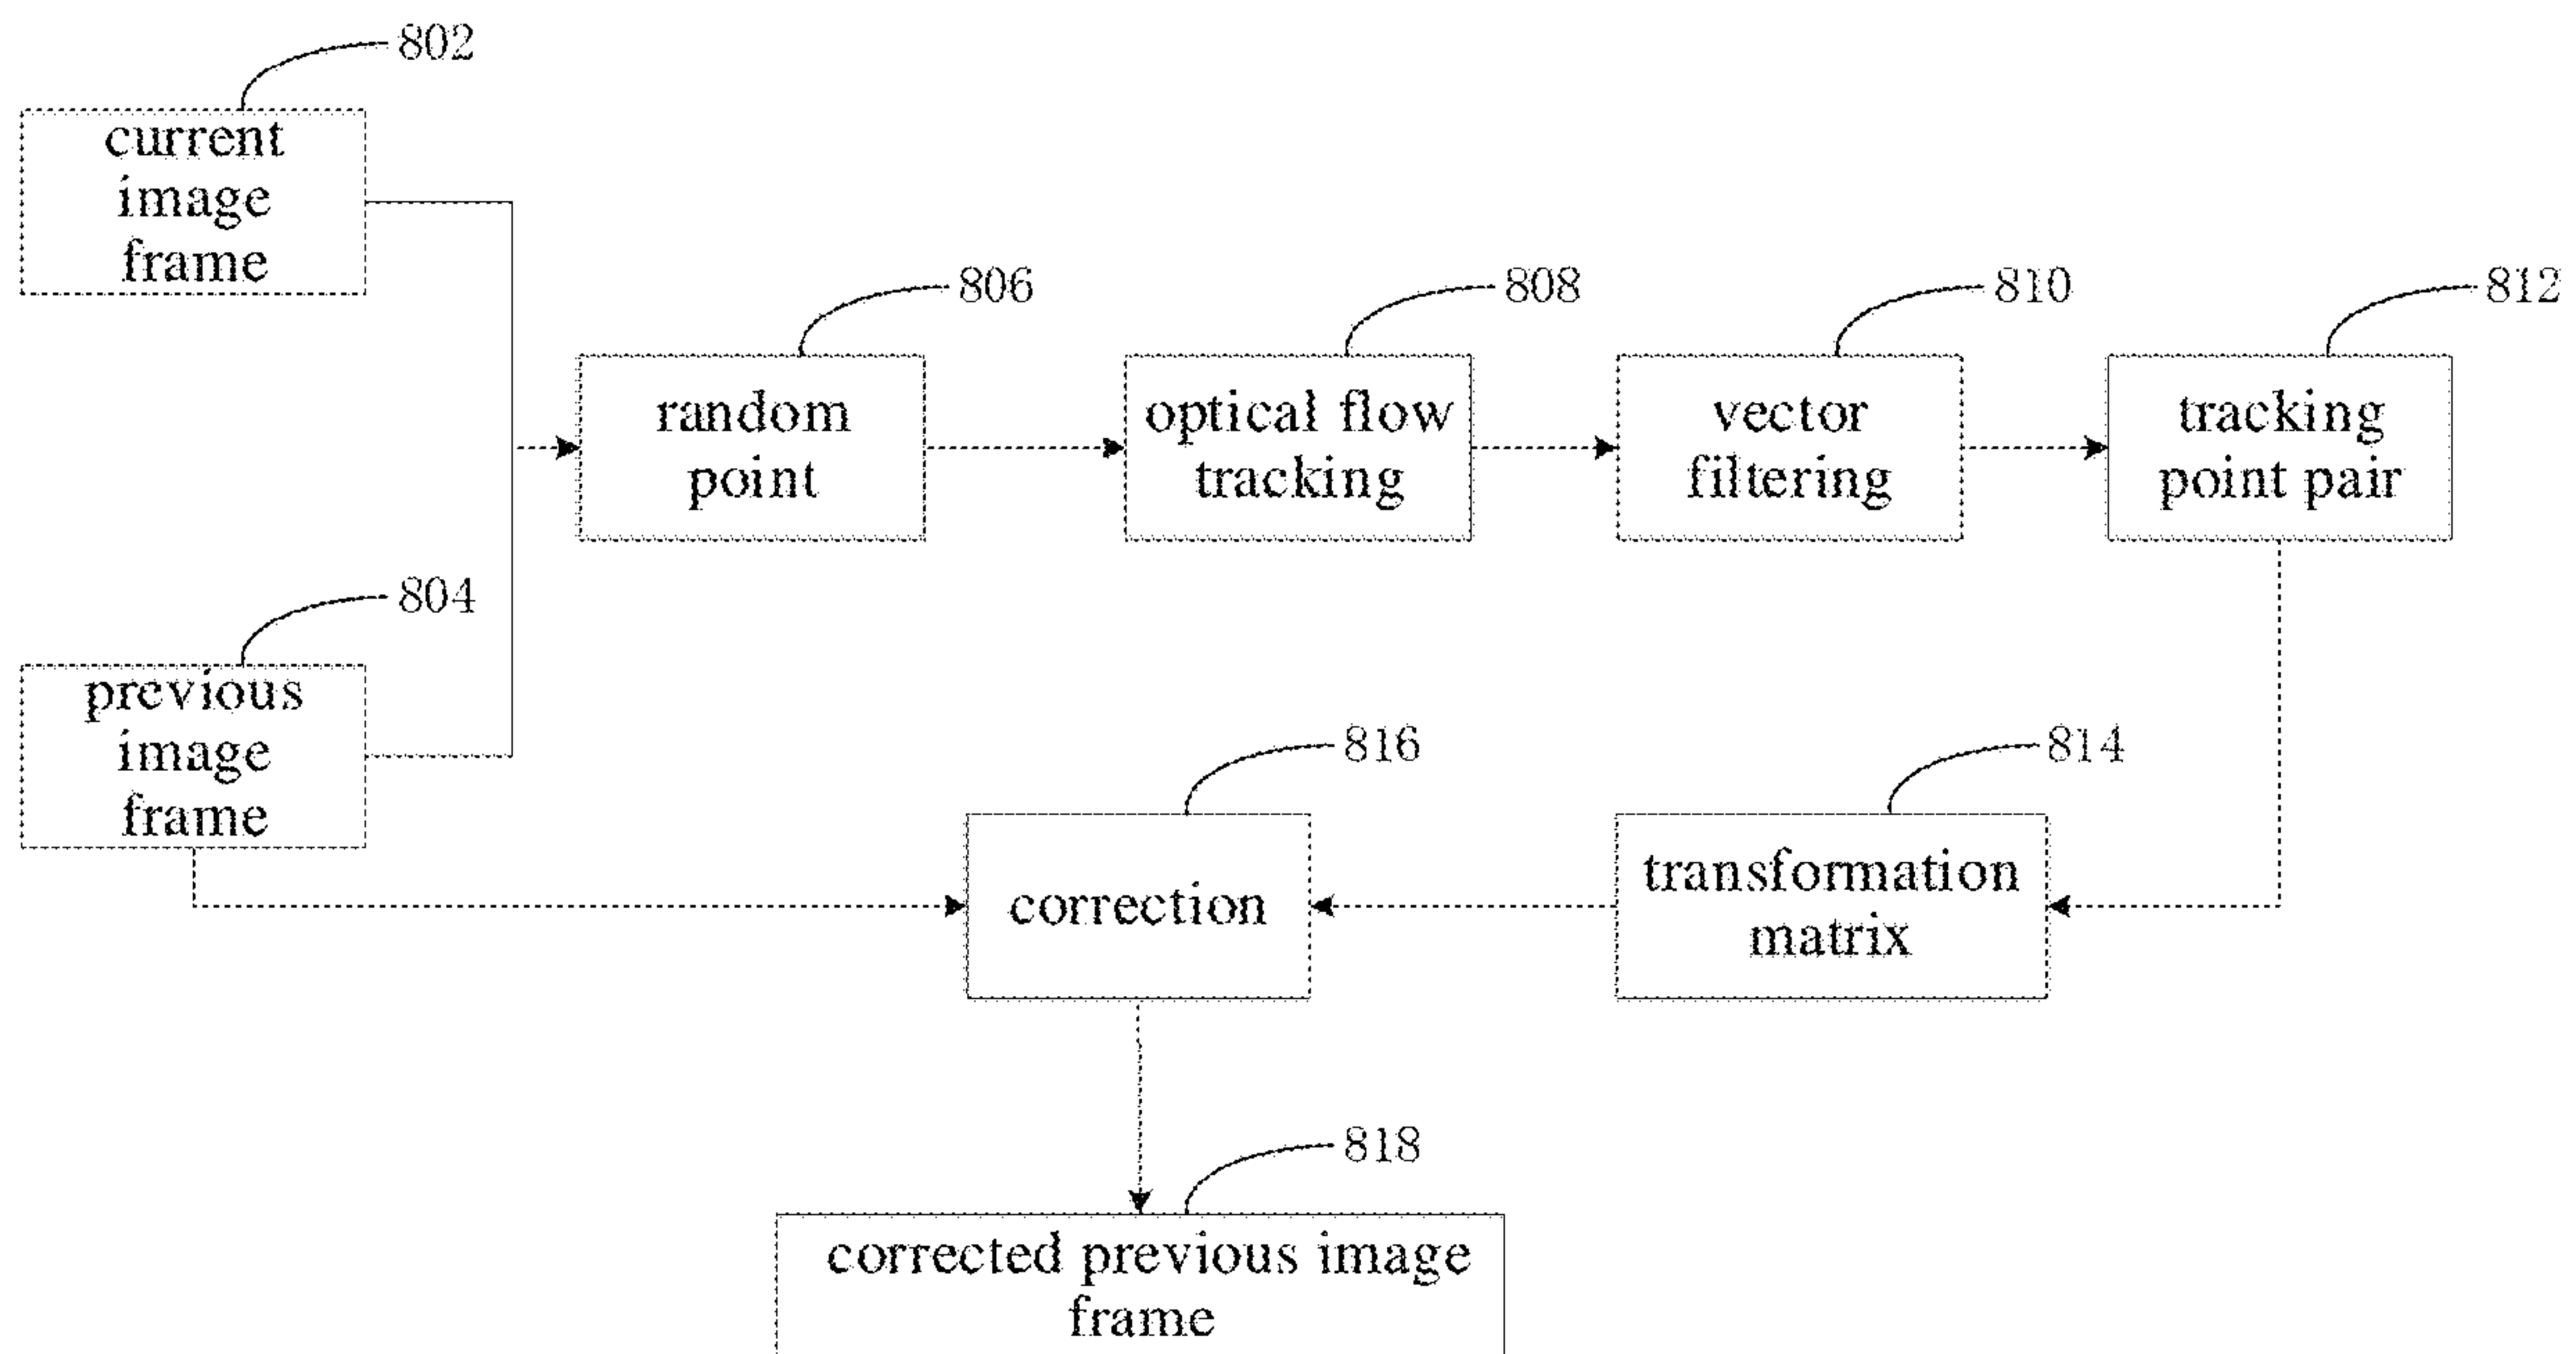 802
current
image
frame
806
808
810
812
random
point
optical flow
tracking
vector
filtering
tracking
point pair
804
previous
image
frame
816
814
correction
transformation
matrix
818
corrected previous image
frame